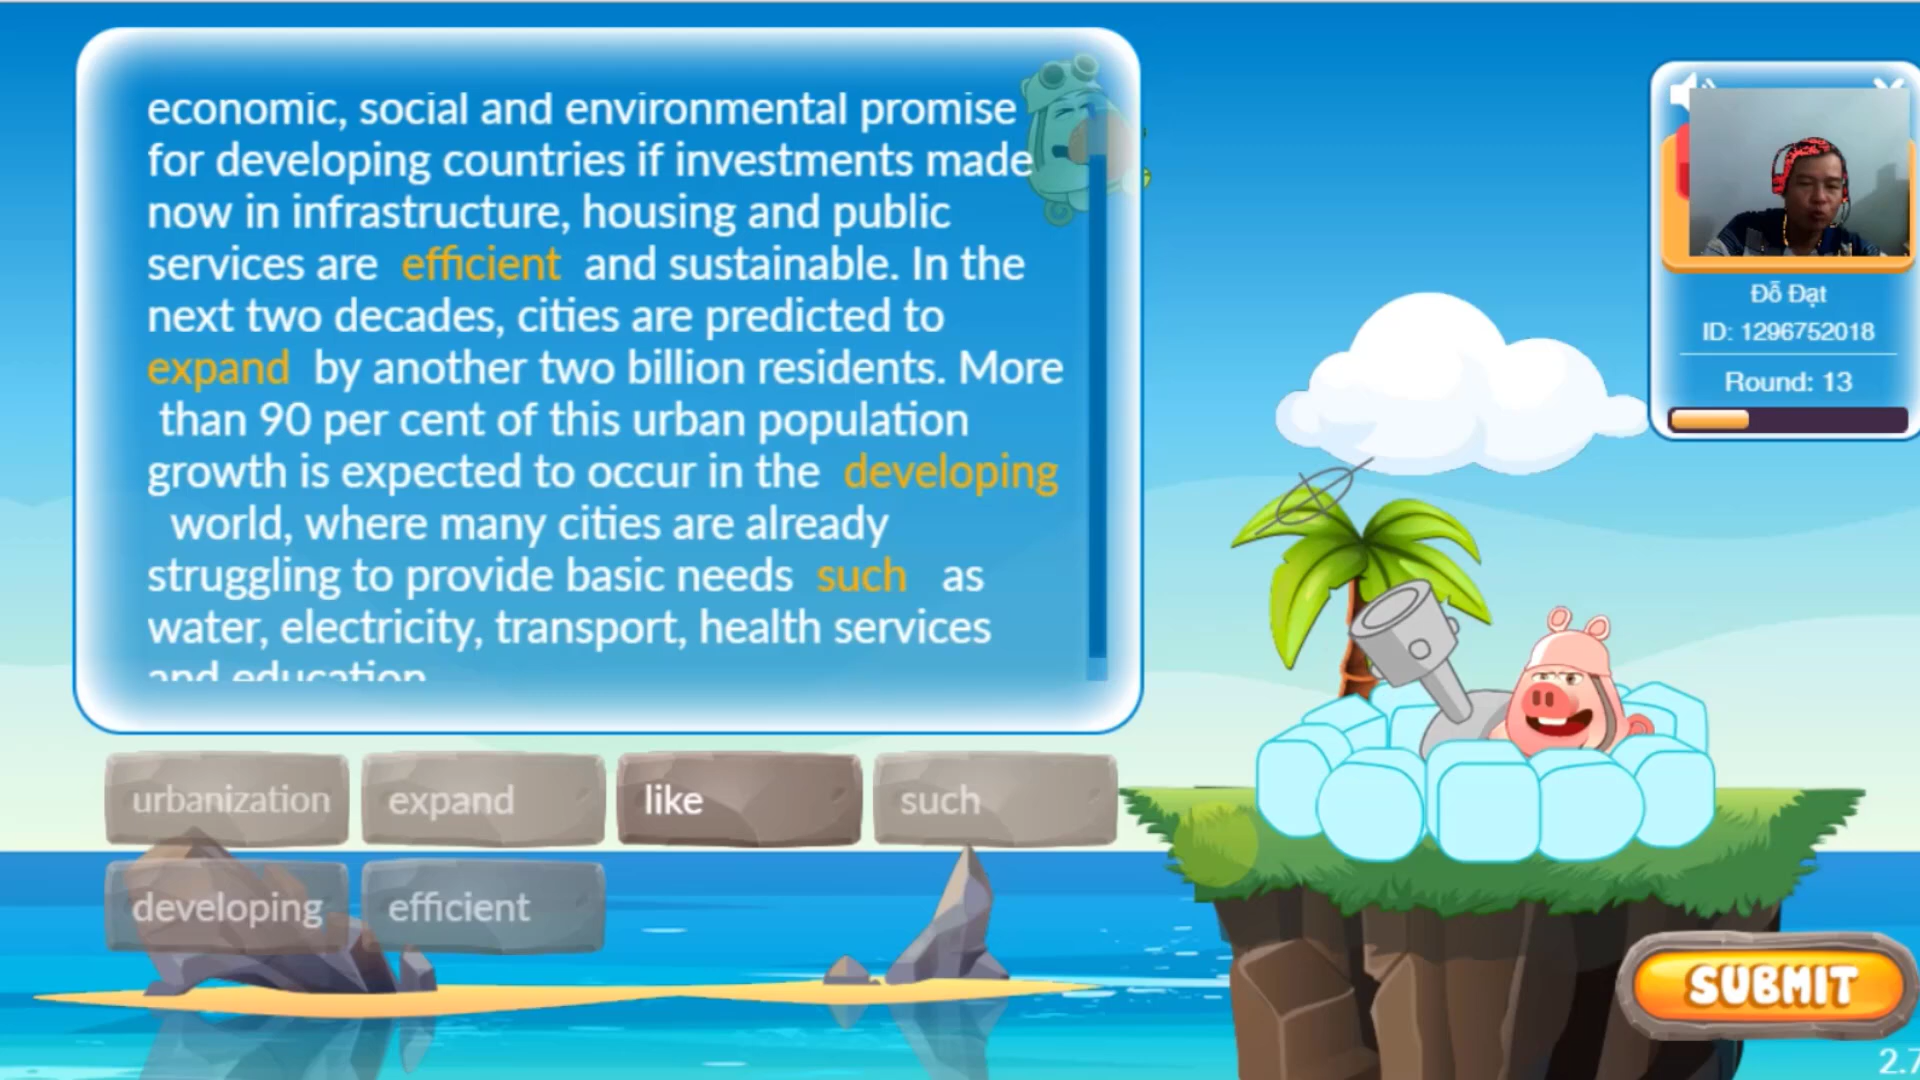 economic, social and environmental promise
for developing countries if investments made
now in infrastructure, housing and public
services are efficient and sustainable. In the
next two decades, cities are predicted to
expand by another two billion residents. More
than 90 per cent of this urban population
growth is expected to occur in the developing
world, where many cities are already
struggling to provide basic needs such as
water, electricity, transport, health services
and education
urbanization
expand
like
such
developing
efficient
Đỗ Đạt
ID: 1296752018
Round: 13
SUBMIT
2.7